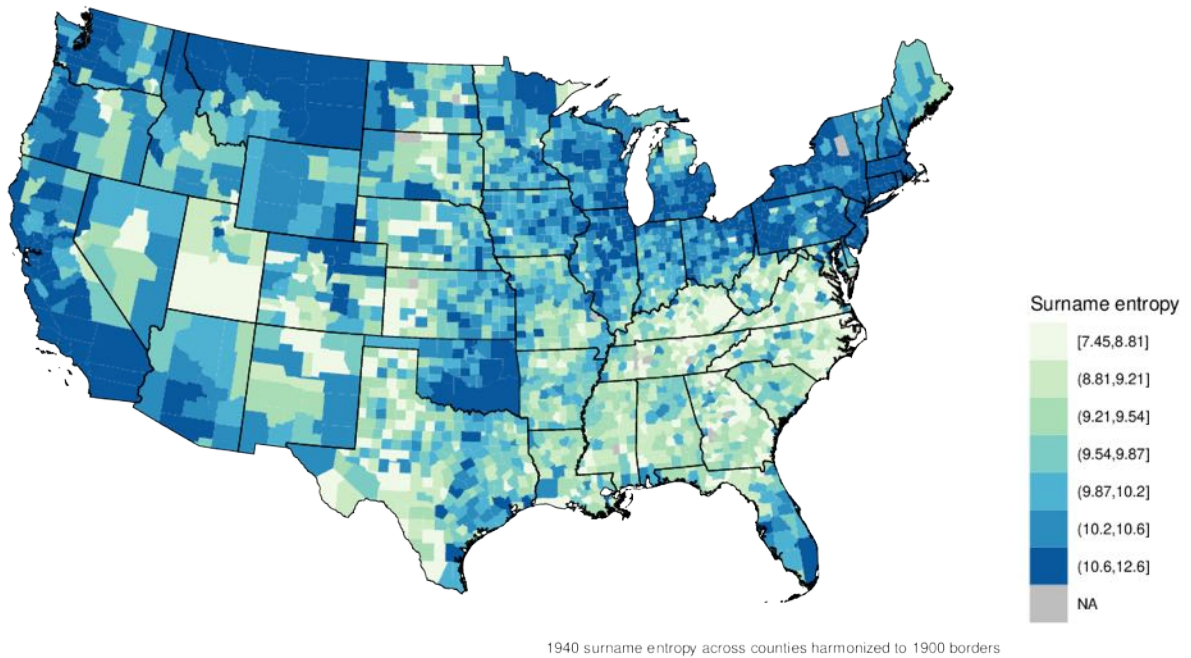 Surname entropy
[7.45,8.81]
(8.81,9.21]
(9.21,9.54]
(9.54,9.87]
(9.87,10.2]
(10.2,10.6]
(10.6,12.6]
NA
1940 surname entropy across counties harmonized to 1900 borders